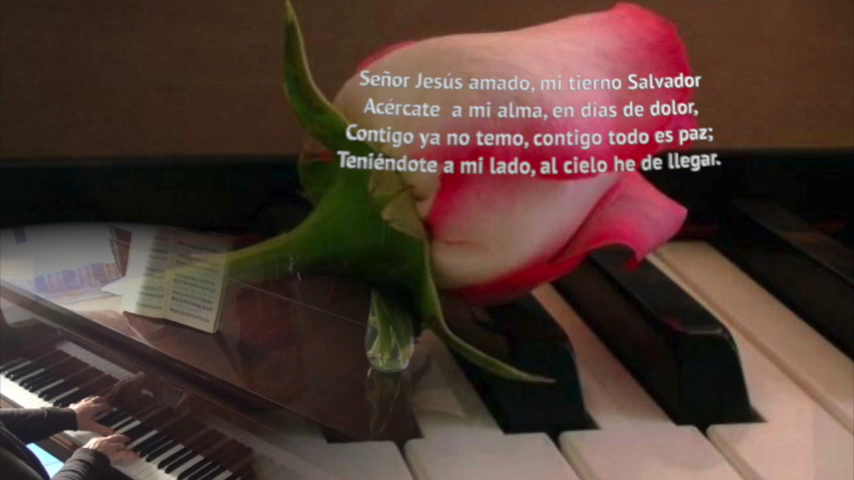 Señor Jesús amado, mi tierno Salvador
Acércate a mi alma, en días de dolor,
Contigo ya no temo, contigo todo es paz;
Teniéndote a mi lado, al cielo he de llegar.